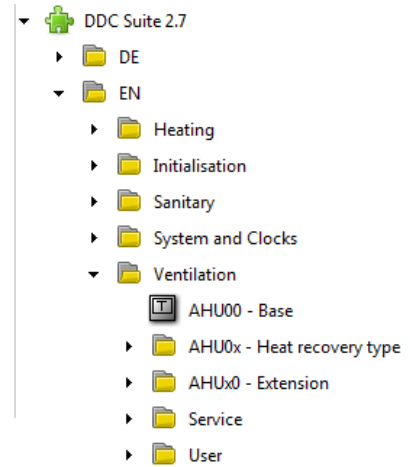 DDC Suite 2.7
DE
EN
Heating
Initialisation
Sanitary
System and Clocks
Ventilation
T AHU00 - Base
AHU0x - Heat recovery type
AHUx0 - Extension
Service
User